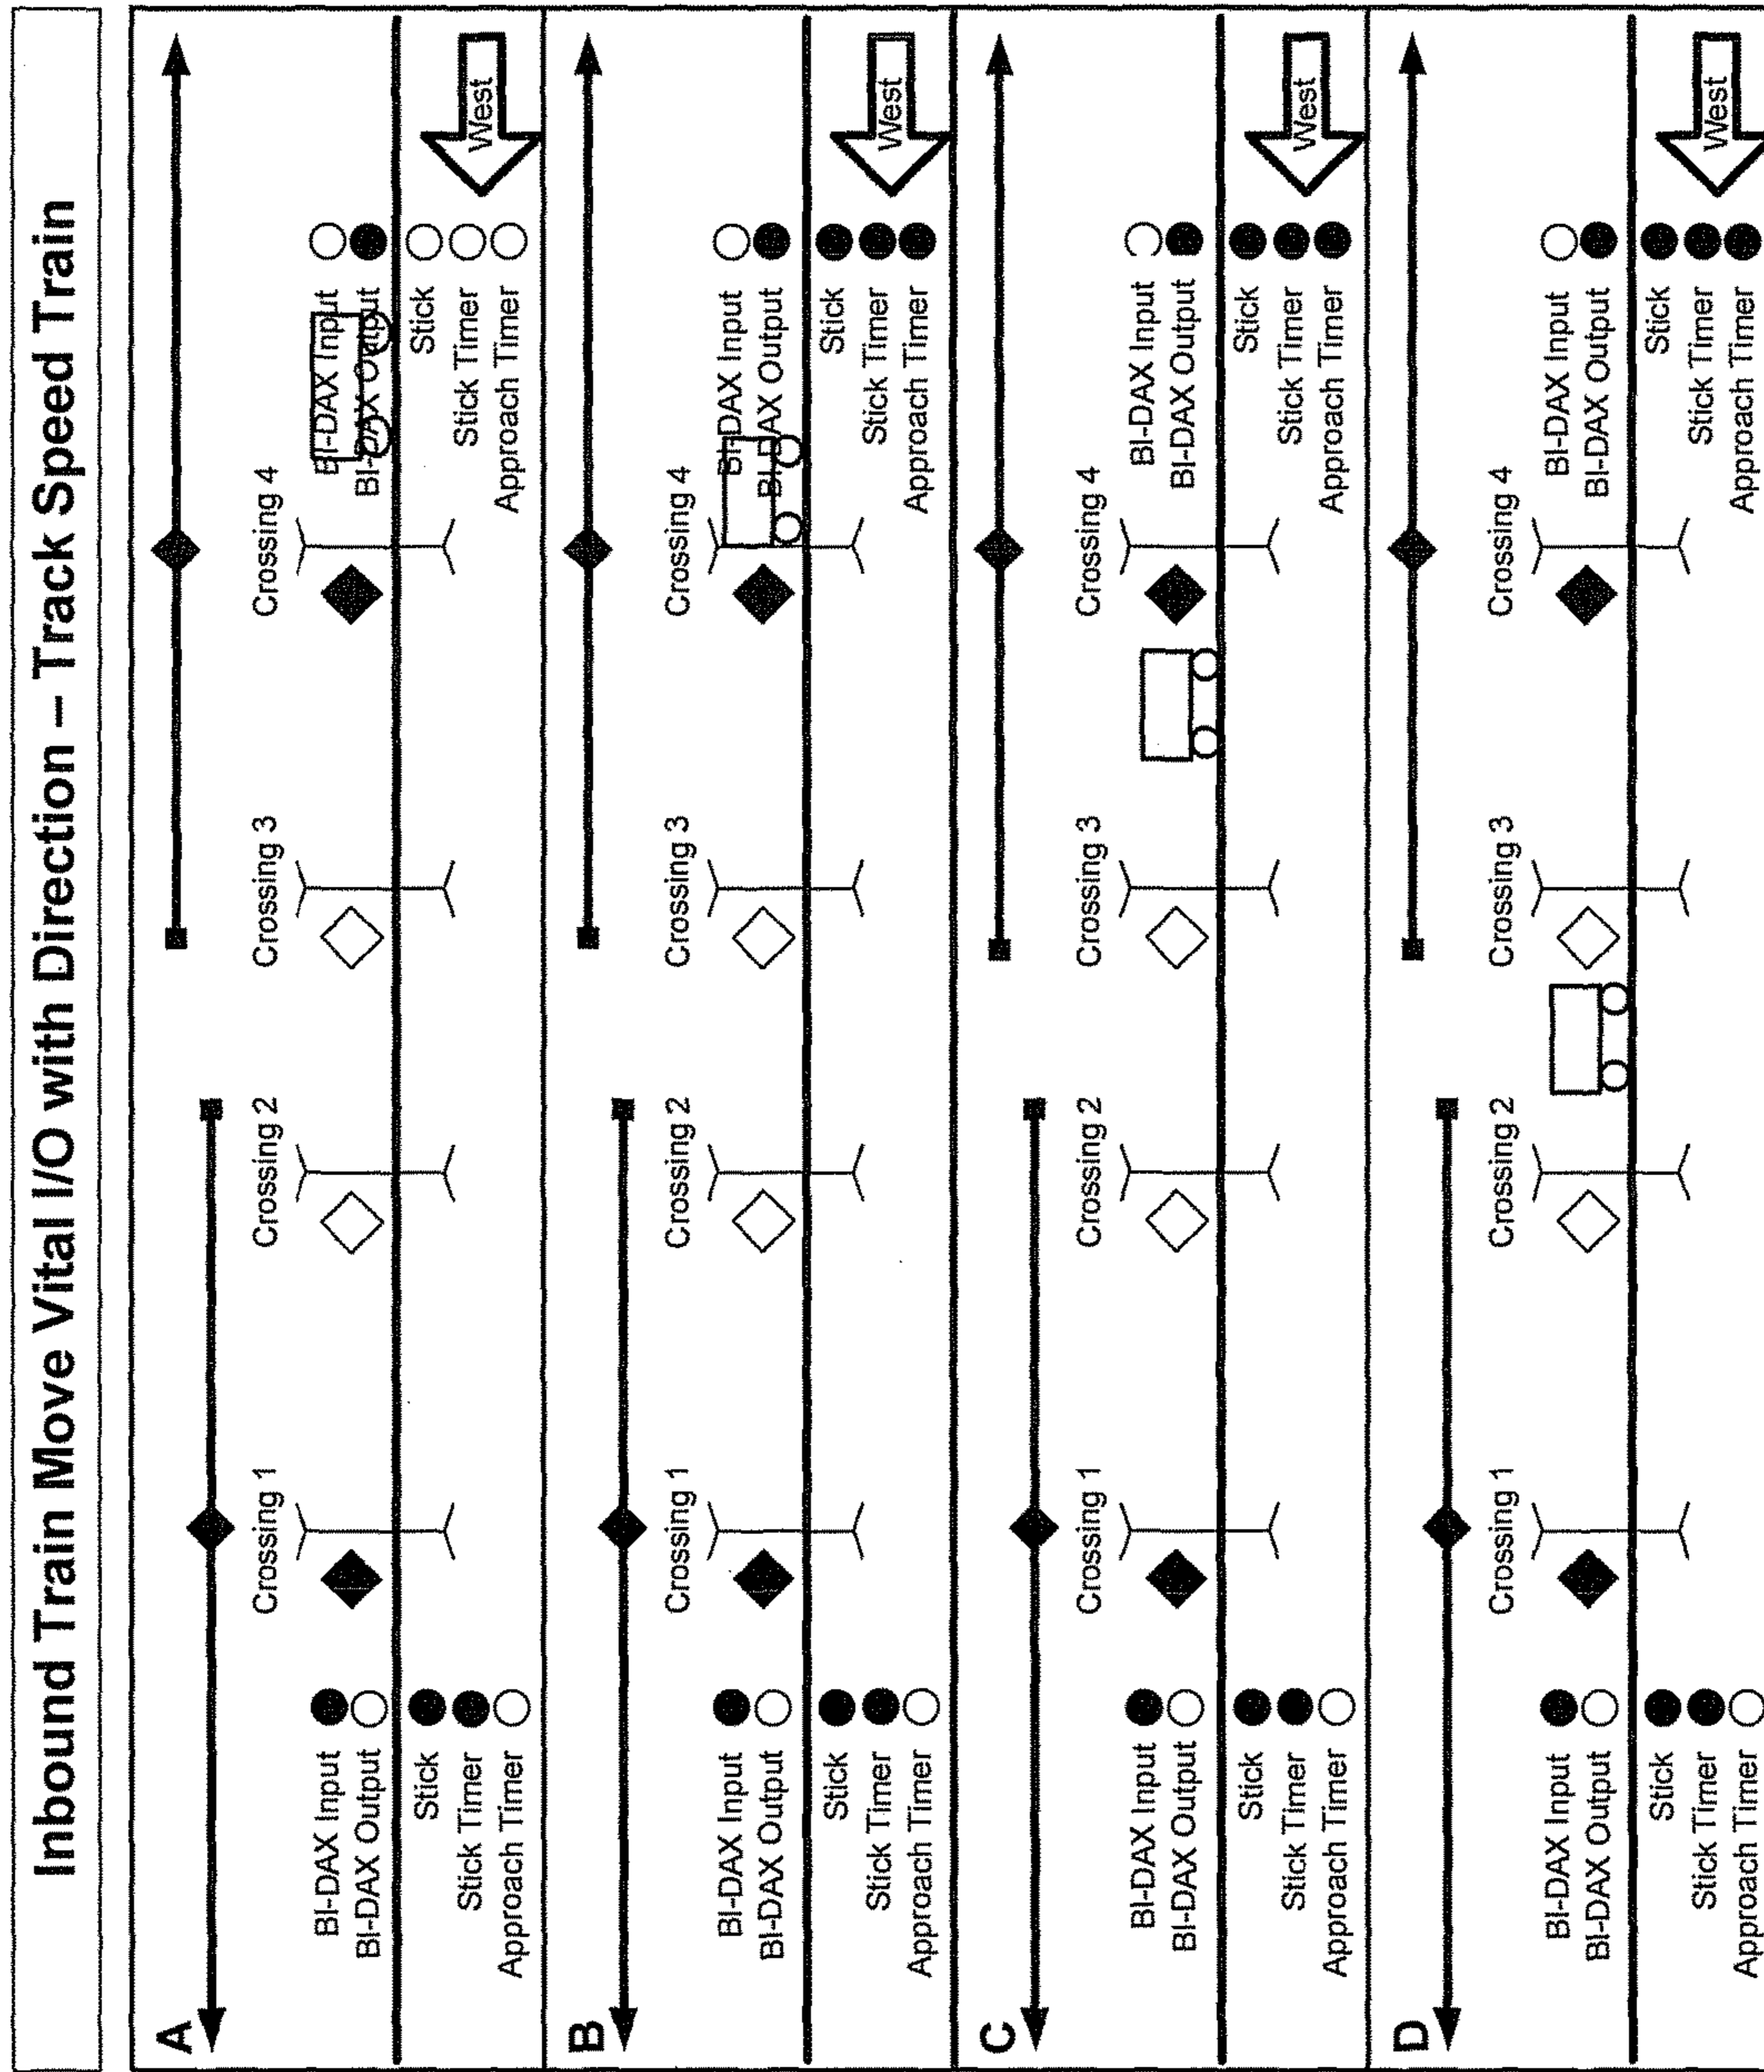 Inbound Train Move Vital I/O with Direction – Track Speed Train
A
Crossing 1
Crossing 2
Crossing 3
Crossing 4
BI-DAX Input
BI-DAX Output
Stick
Stick Timer
Approach Timer
BI-DAX Input
BI-DAX Output
Stick
Stick Timer
Approach Timer
West
B
Crossing 1
Crossing 2
Crossing 3
Crossing 4
BI-DAX Input
BI-DAX Output
Stick
Stick Timer
Approach Timer
BI-DAX Input
BI-DAX Output
Stick
Stick Timer
Approach Timer
West
C
Crossing 1
Crossing 2
Crossing 3
Crossing 4
BI-DAX Input
BI-DAX Output
Stick
Stick Timer
Approach Timer
BI-DAX Input
BI-DAX Output
Stick
Stick Timer
Approach Timer
West
D
Crossing 1
Crossing 2
Crossing 3
Crossing 4
BI-DAX Input
BI-DAX Output
Stick
Stick Timer
Approach Timer
BI-DAX Input
BI-DAX Output
Stick
Stick Timer
Approach Timer
West